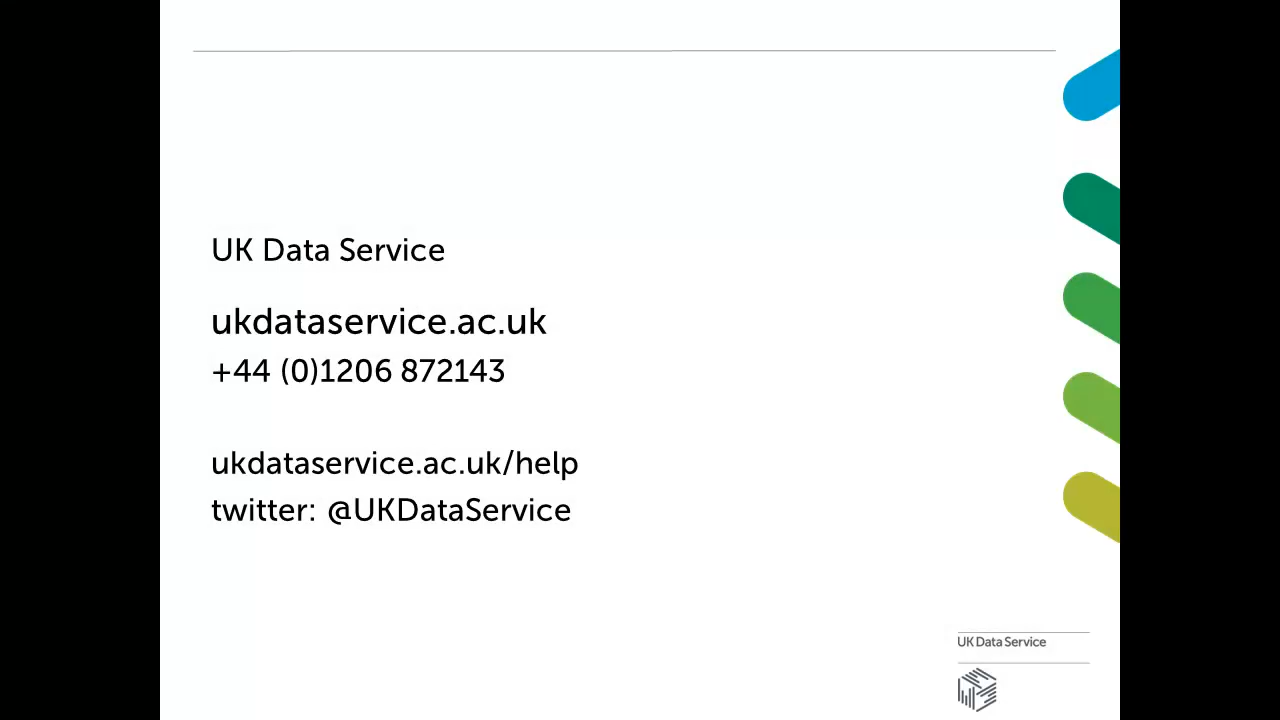 UK Data Service
ukdataservice.ac.uk
+44 (0)1206 872143
ukdataservice.ac.uk/help
twitter: @UKDataService
UK Data Service